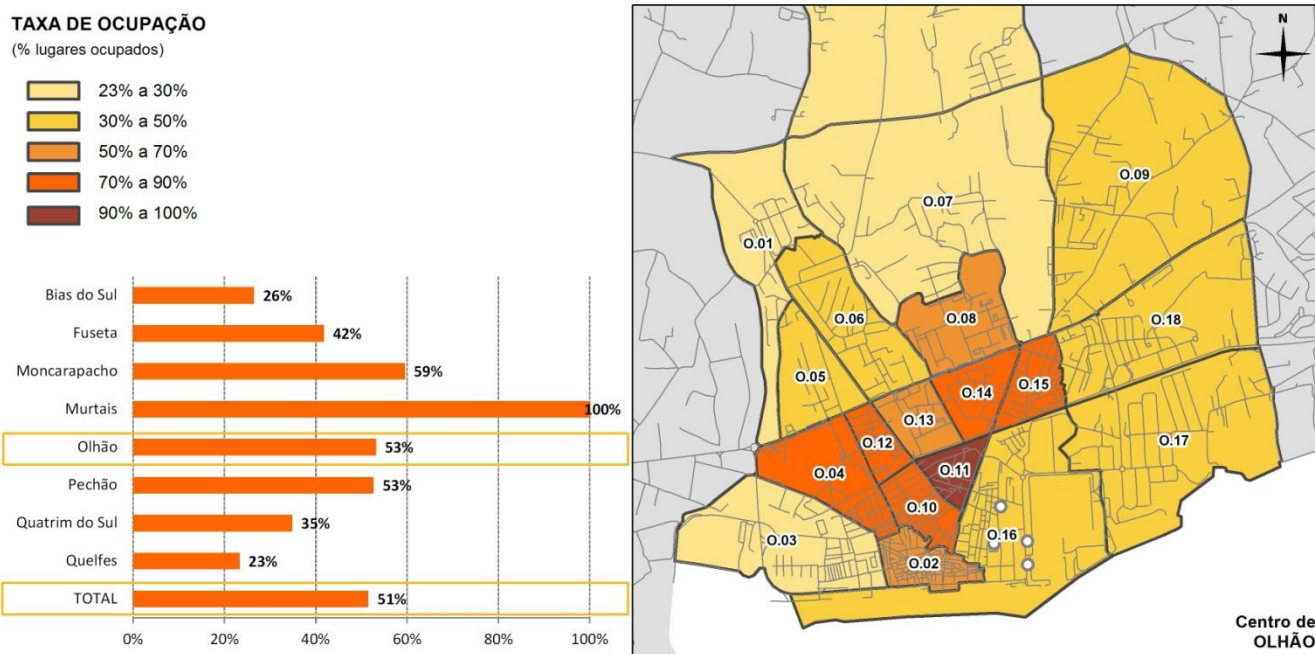 TAXA DE OCUPAÇÃO
(% lugares ocupados)
23% a 30%
30% a 50%
50% a 70%
70% a 90%
90% a 100%
Bias do Sul 26%
Fuseta 42%
Moncarapacho 59%
Murtais 100%
Olhão 53%
Pechão 53%
Quatrim do Sul 35%
Quelfes 23%
TOTAL 51%
0% 20% 40% 60% 80% 100%
N
O.09
O.07
O.01
O.18
O.06
O.08
O.05
O.15
O.14
O.13
O.12
O.17
O.11
O.04
O.10
O.16
O.03
O.02
Centro de
OLHÃO